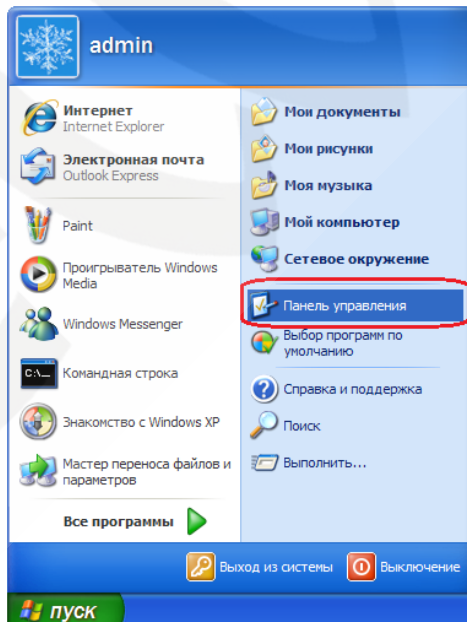 admin
Интернет
Internet Explorer
Электронная почта
Outlook Express
Paint
Проигрыватель Windows
Media
Windows Messenger
C:\_
Командная строка
Знакомство с Windows XP
Мастер переноса файлов и
параметров
Все программы
Мои документы
Мои рисунки
Моя музыка
Мой компьютер
Сетевое окружение
Панель управления
Выбор программ по
умолчанию
Справка и поддержка
Поиск
Выполнить...
Выход из системы
Выключение
пуск